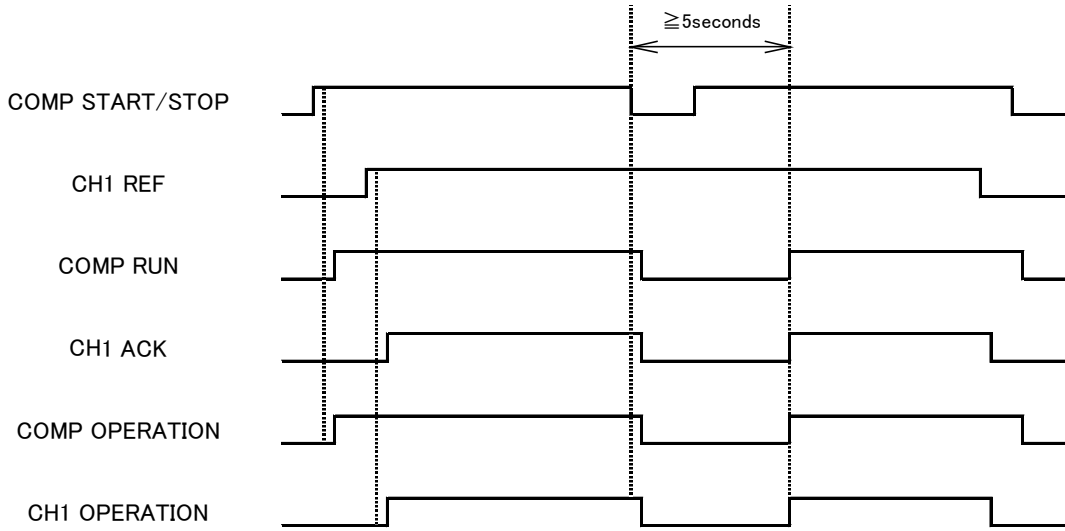 ≧5seconds
COMP START/STOP
CH1 REF
COMP RUN
CH1 ACK
COMP OPERATION
CH1 OPERATION